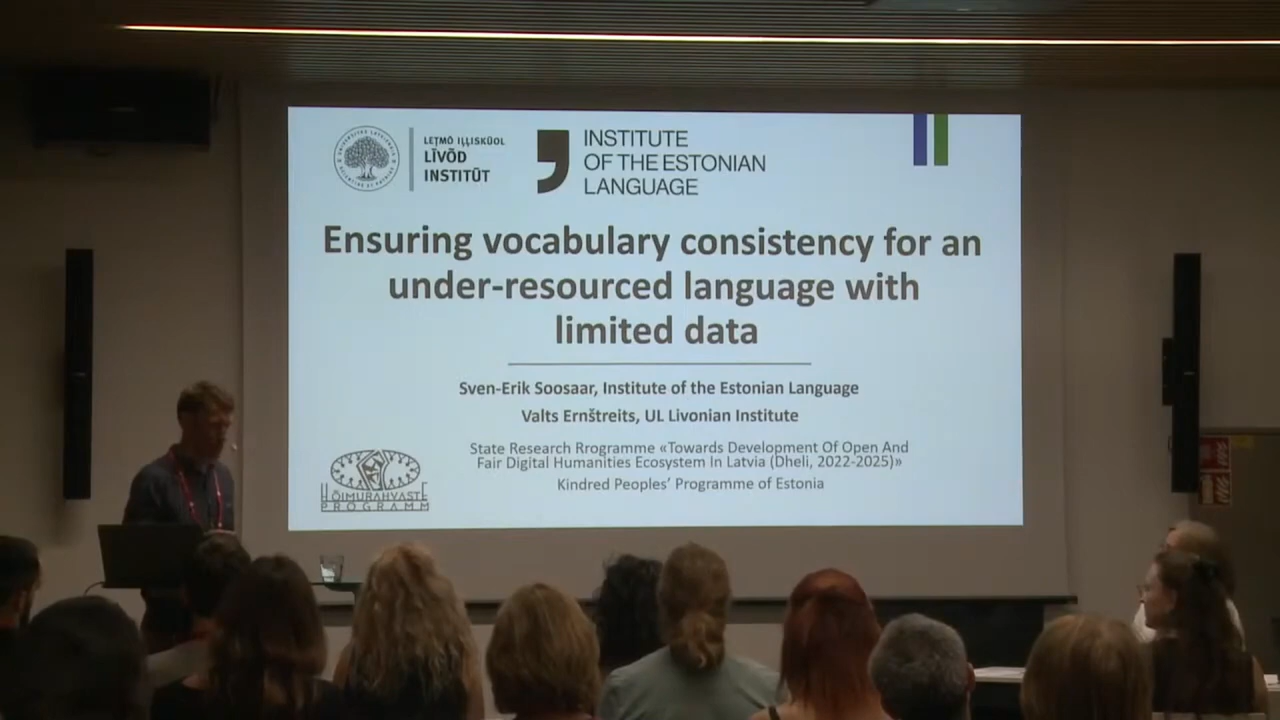 LETMŌ IĻĻISKŪOL
LĪVÕD
INSTITŪT
INSTITUTE
OF THE ESTONIAN
LANGUAGE
Ensuring vocabulary consistency for an
under-resourced language with
limited data
Sven-Erik Soosaar, Institute of the Estonian Language
Valts Ernštreits, UL Livonian Institute
State Research Rrogramme «Towards Development Of Open And
Fair Digital Humanities Ecosystem In Latvia (Dheli, 2022-2025)»
Kindred Peoples' Programme of Estonia
HÕIMURAHVASTE
PROGRAMM